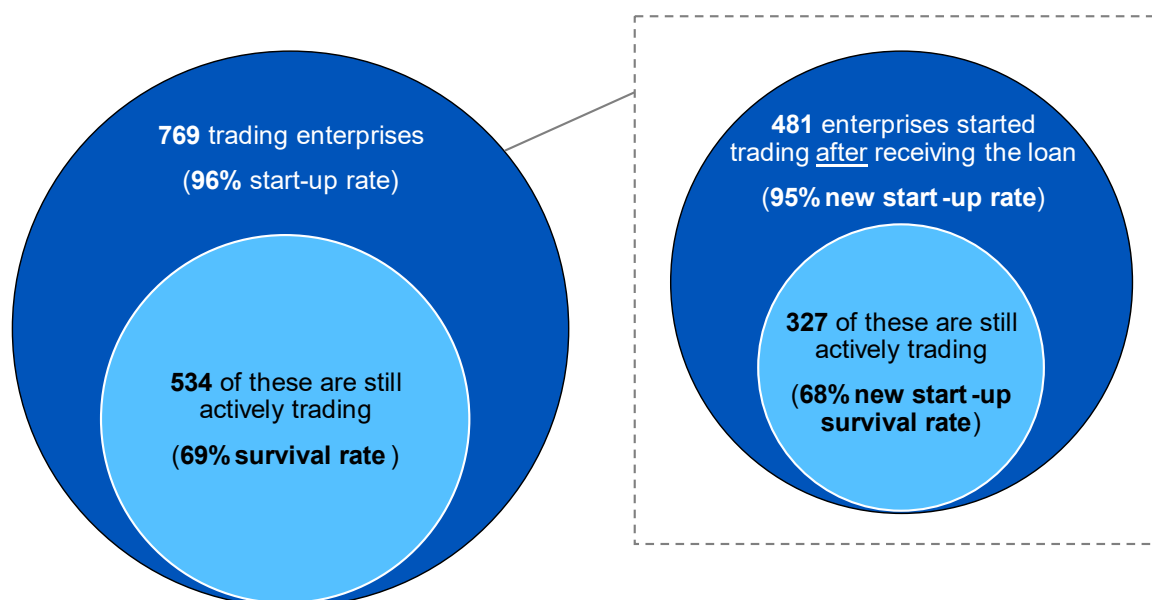 769 trading enterprises
(96% start-up rate)
534 of these are still
actively trading
(69% survival rate)
481 enterprises started
trading after receiving the loan
(95% new start-up rate)
327 of these are still
actively trading
(68% new start-up
survival rate)